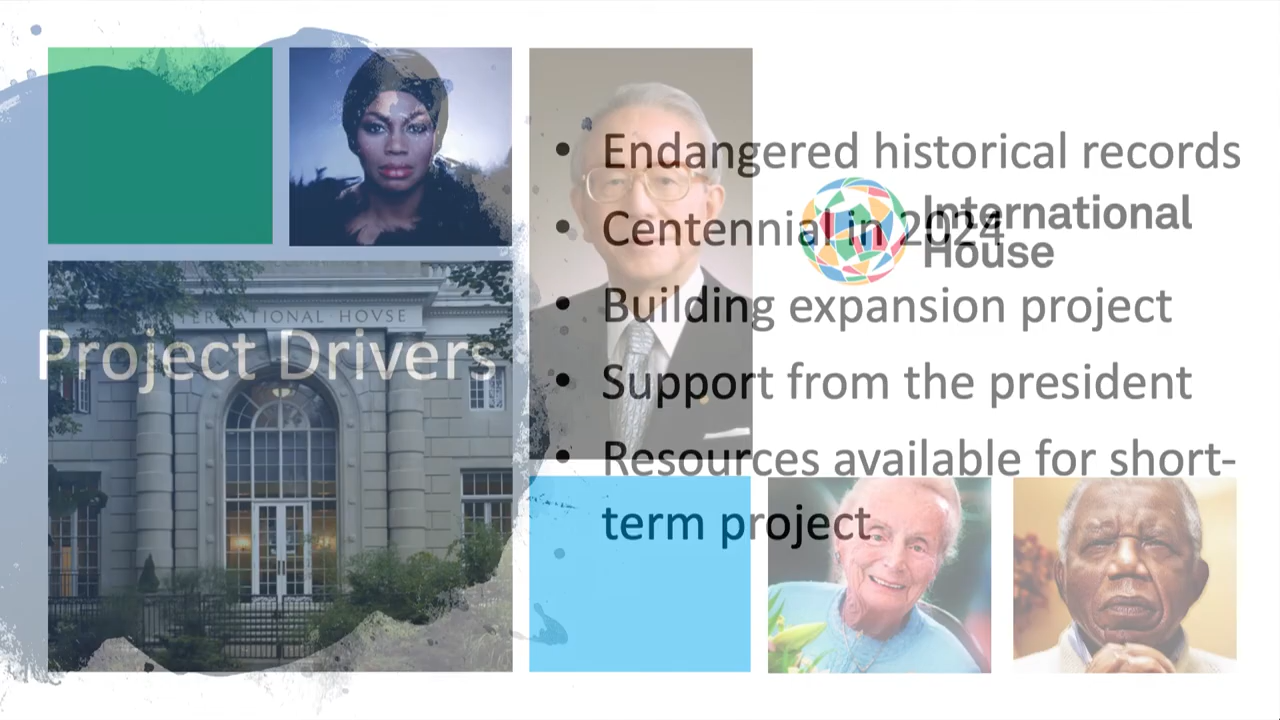 Project Drivers
• Endangered historical records
• Centennial in 2024
• Building expansion project
• Support from the president
• Resources available for short-
term project
International
House
INTERNATIONAL HOVSE